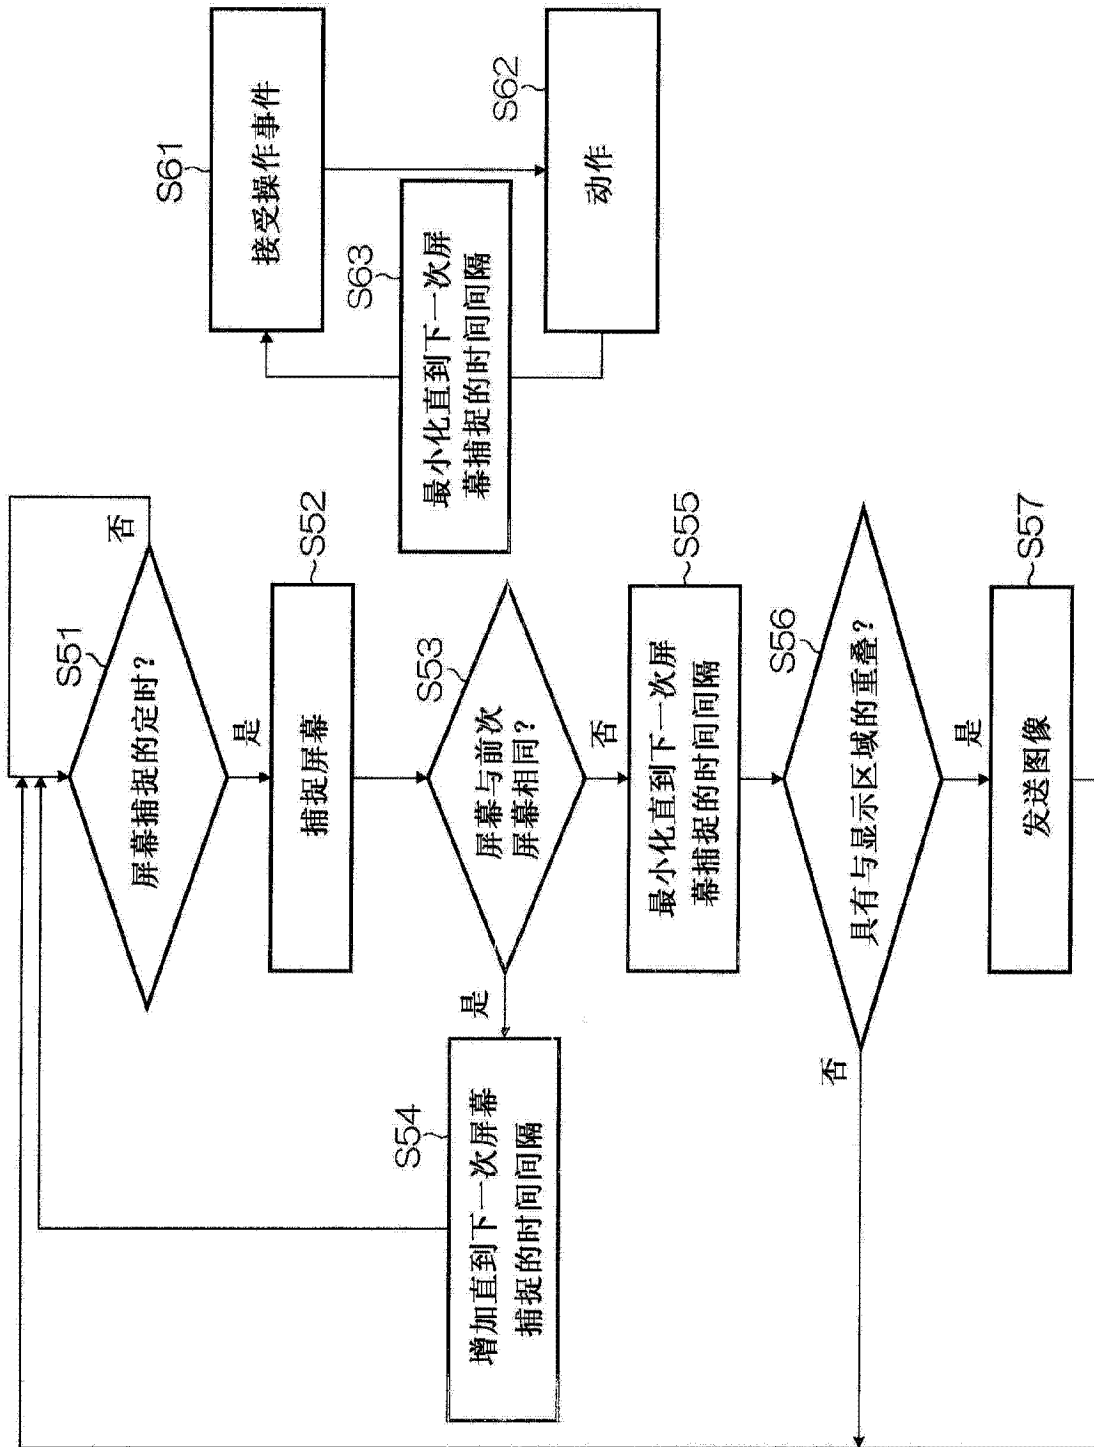 S51
屏幕捕捉的定时?
否
是
S52
捕捉屏幕
S53
屏幕与前次
屏幕相同?
是
否
S54
增加直到下一次屏幕
捕捉的时间间隔
S55
最小化直到下一次屏
幕捕捉的时间间隔
S56
具有与显示区域的重叠?
否
是
S57
发送图像
S61
接受操作事件
S62
动作
S63
最小化直到下一次屏
幕捕捉的时间间隔